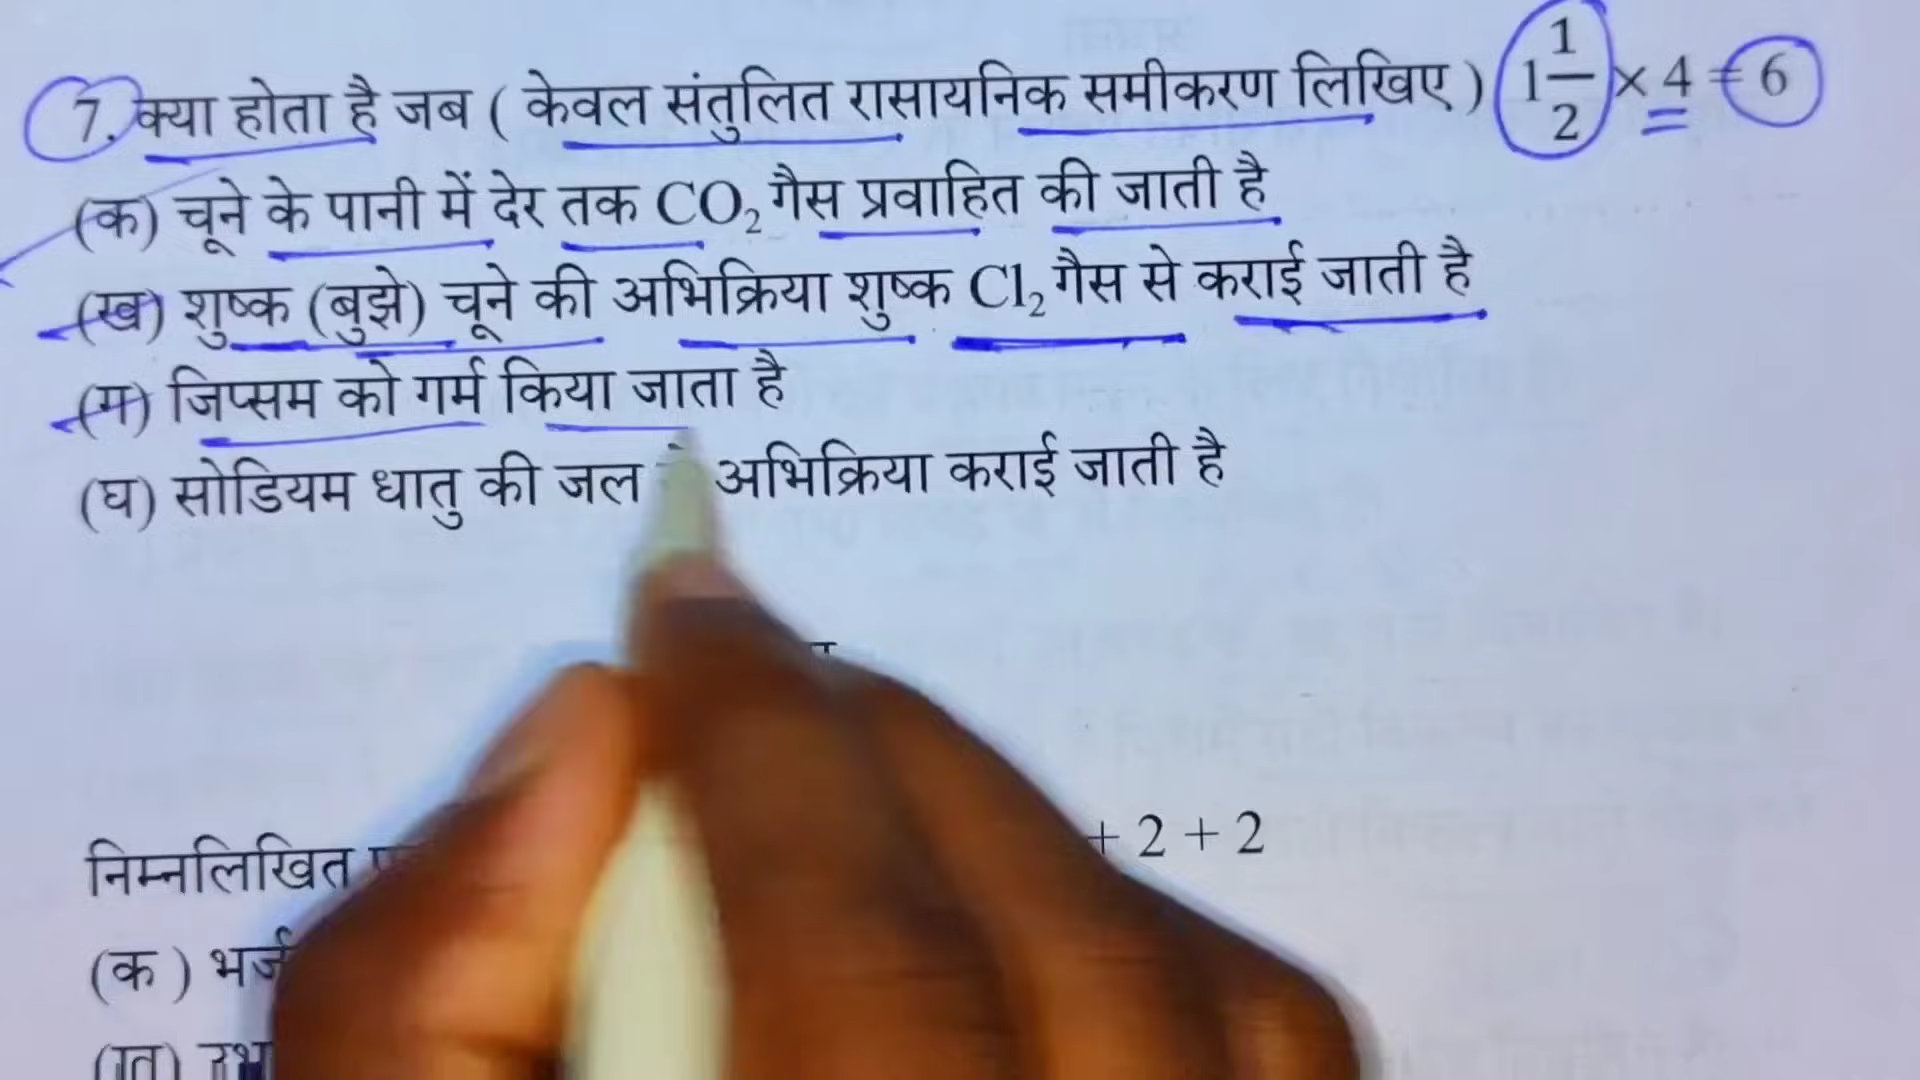 7. क्या होता है जब ( केवल संतुलित रासायनिक समीकरण लिखिए ) 1 1/2 × 4 = 6
(क) चूने के पानी में देर तक CO₂ गैस प्रवाहित की जाती है
(ख) शुष्क (बुझे) चूने की अभिक्रिया शुष्क Cl₂ गैस से कराई जाती है
(ग) जिप्सम को गर्म किया जाता है
(घ) सोडियम धातु की जल अभिक्रिया कराई जाती है
निम्नलिखित + 2 + 2
(क )